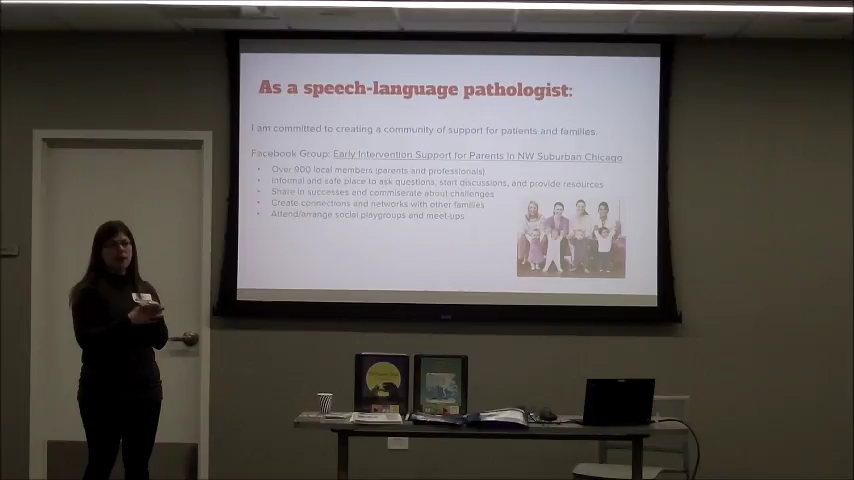 As a speech-language pathologist:
I am committed to creating a community of support for patients and families.
Facebook Group: Early Intervention Support for Parents in NW Suburban Chicago
• Over 900 local members (parents and professionals)
• Informal and safe place to ask questions, start discussions, and provide resources
• Share in successes and commiserate about challenges
• Create connections and networks with other families
• Attend/arrange social playgroups and meet-ups